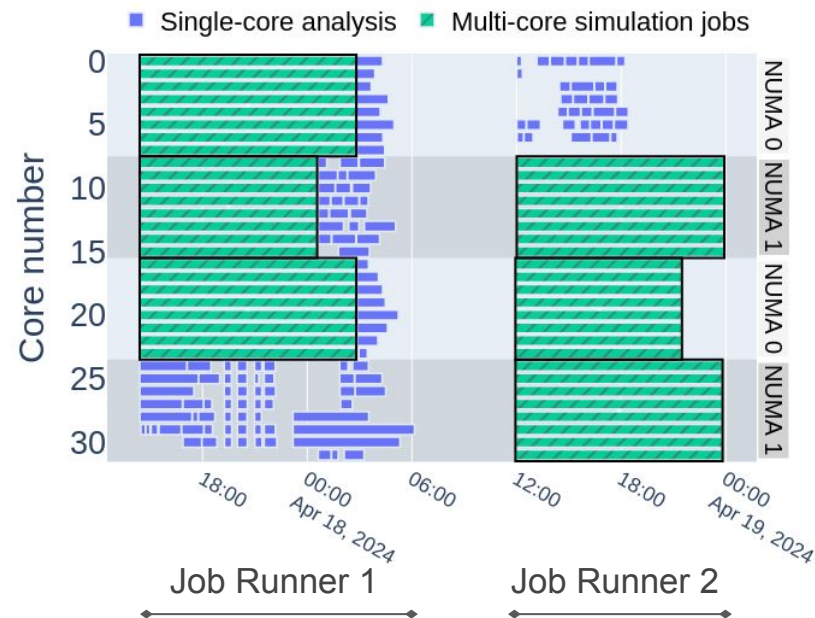 Single-core analysis
Multi-core simulation jobs
Core number
0
5
10
15
20
25
30
NUMA 0
NUMA 1
NUMA 0
NUMA 1
18:00
00:00
Apr 18, 2024
06:00
12:00
18:00
00:00
Apr 19, 2024
Job Runner 1
Job Runner 2